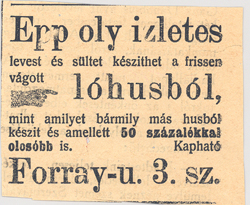 Epp oly izletes
levest és sültet készithet a frissen
vágott lóhusból,
mint amilyet bármily más husból
készit és amellett 50 százalékkal
olcsóbb is. Kapható
Forray-u. 3. sz.